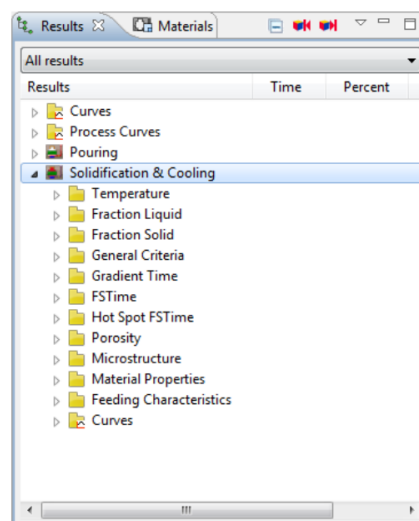 Results Materials
All results
Results Time Percent
Curves
Process Curves
Pouring
Solidification & Cooling
Temperature
Fraction Liquid
Fraction Solid
General Criteria
Gradient Time
FSTime
Hot Spot FSTime
Porosity
Microstructure
Material Properties
Feeding Characteristics
Curves